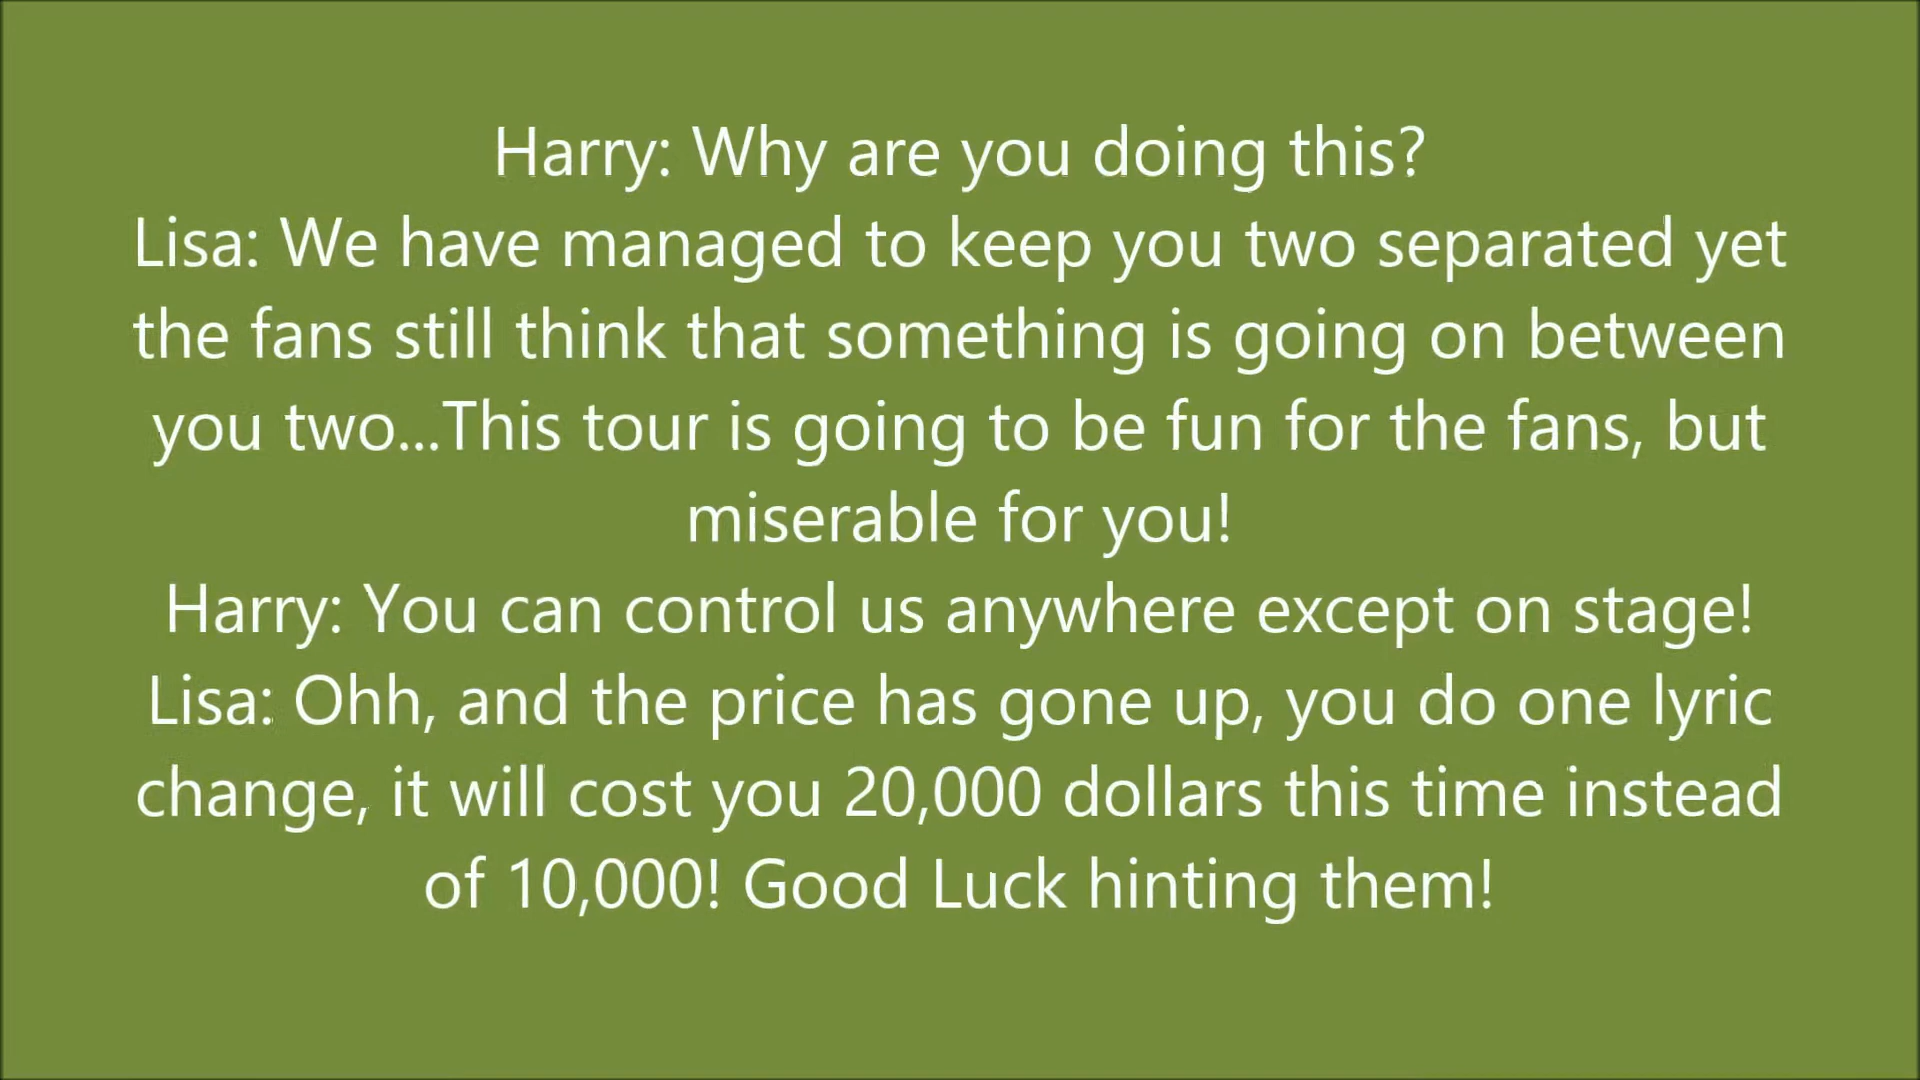 Harry: Why are you doing this?
Lisa: We have managed to keep you two separated yet
the fans still think that something is going on between
you two...This tour is going to be fun for the fans, but
miserable for you!
Harry: You can control us anywhere except on stage!
Lisa: Ohh, and the price has gone up, you do one lyric
change, it will cost you 20,000 dollars this time instead
of 10,000! Good Luck hinting them!